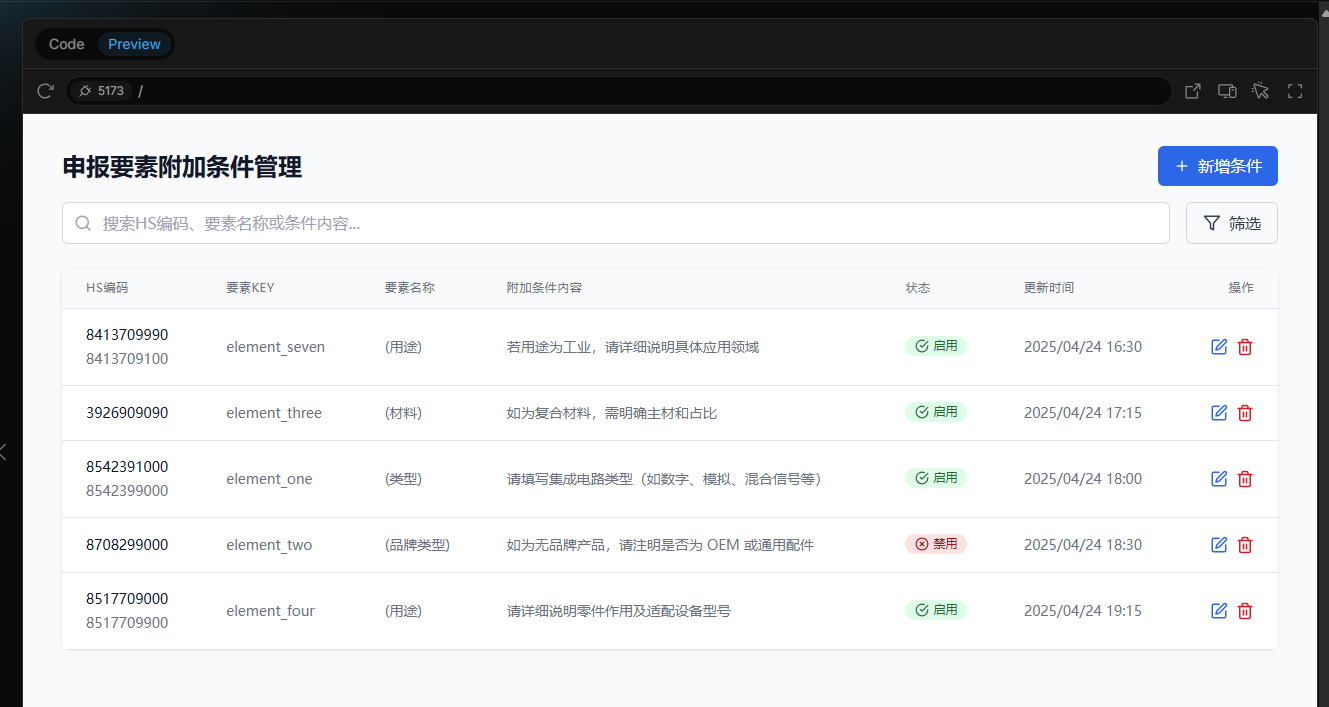 Code Preview
5173 /
申报要素附加条件管理
+ 新增条件
搜索HS编码、要素名称或条件内容...
筛选
HS编码 要素KEY 要素名称 附加条件内容 状态 更新时间 操作
8413709990
8413709100
element_seven (用途) 若用途为工业，请详细说明具体应用领域 启用 2025/04/24 16:30
3926909090 element_three (材料) 如为复合材料，需明确主材和占比 启用 2025/04/24 17:15
8542391000
8542399000
element_one (类型) 请填写集成电路类型（如数字、模拟、混合信号等） 启用 2025/04/24 18:00
8708299000 element_two (品牌类型) 如为无品牌产品，请注明是否为 OEM 或通用配件 禁用 2025/04/24 18:30
8517709000
8517709900
element_four (用途) 请详细说明零件作用及适配设备型号 启用 2025/04/24 19:15